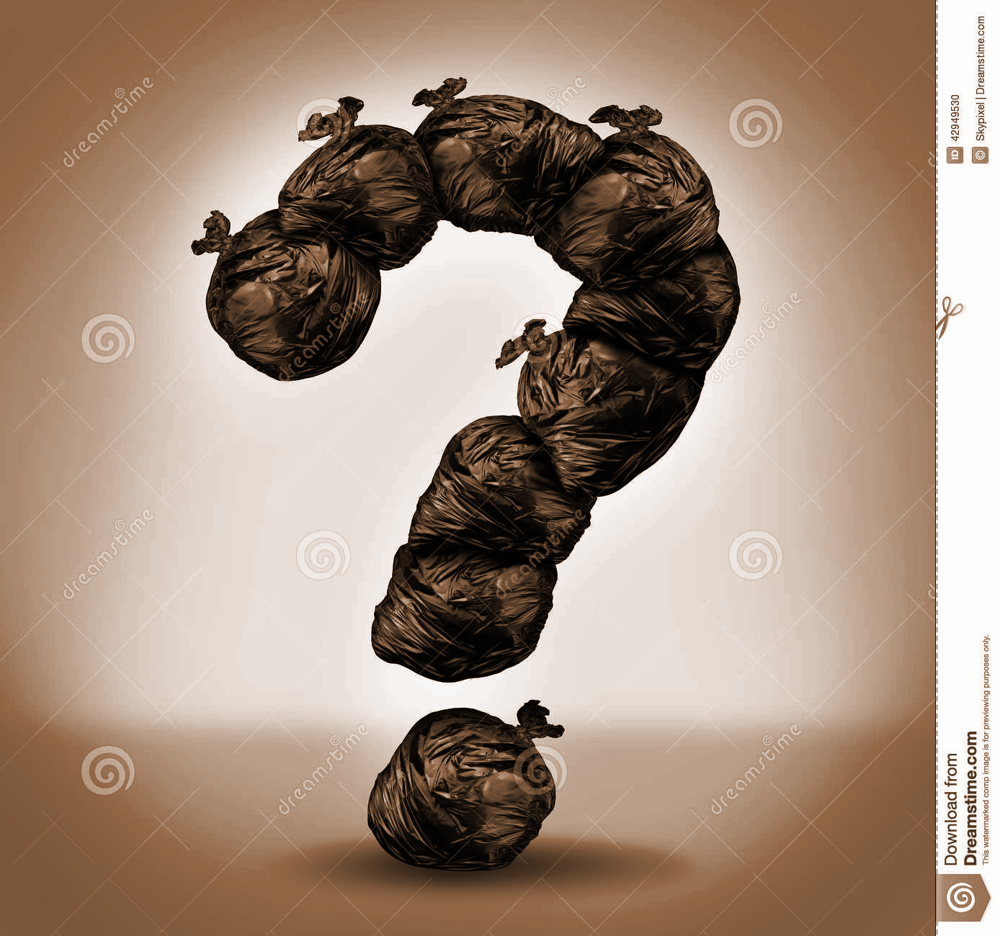 42949530
ID
Skypixel | Dreamstime.com
©
dreamstime
dreamstime
dreamstime
dreamstime
dreamstime
dreamstime
dreamstime
dreamstime
Download from
Dreamstime.com
This watermarked comp image is for previewing purposes only.